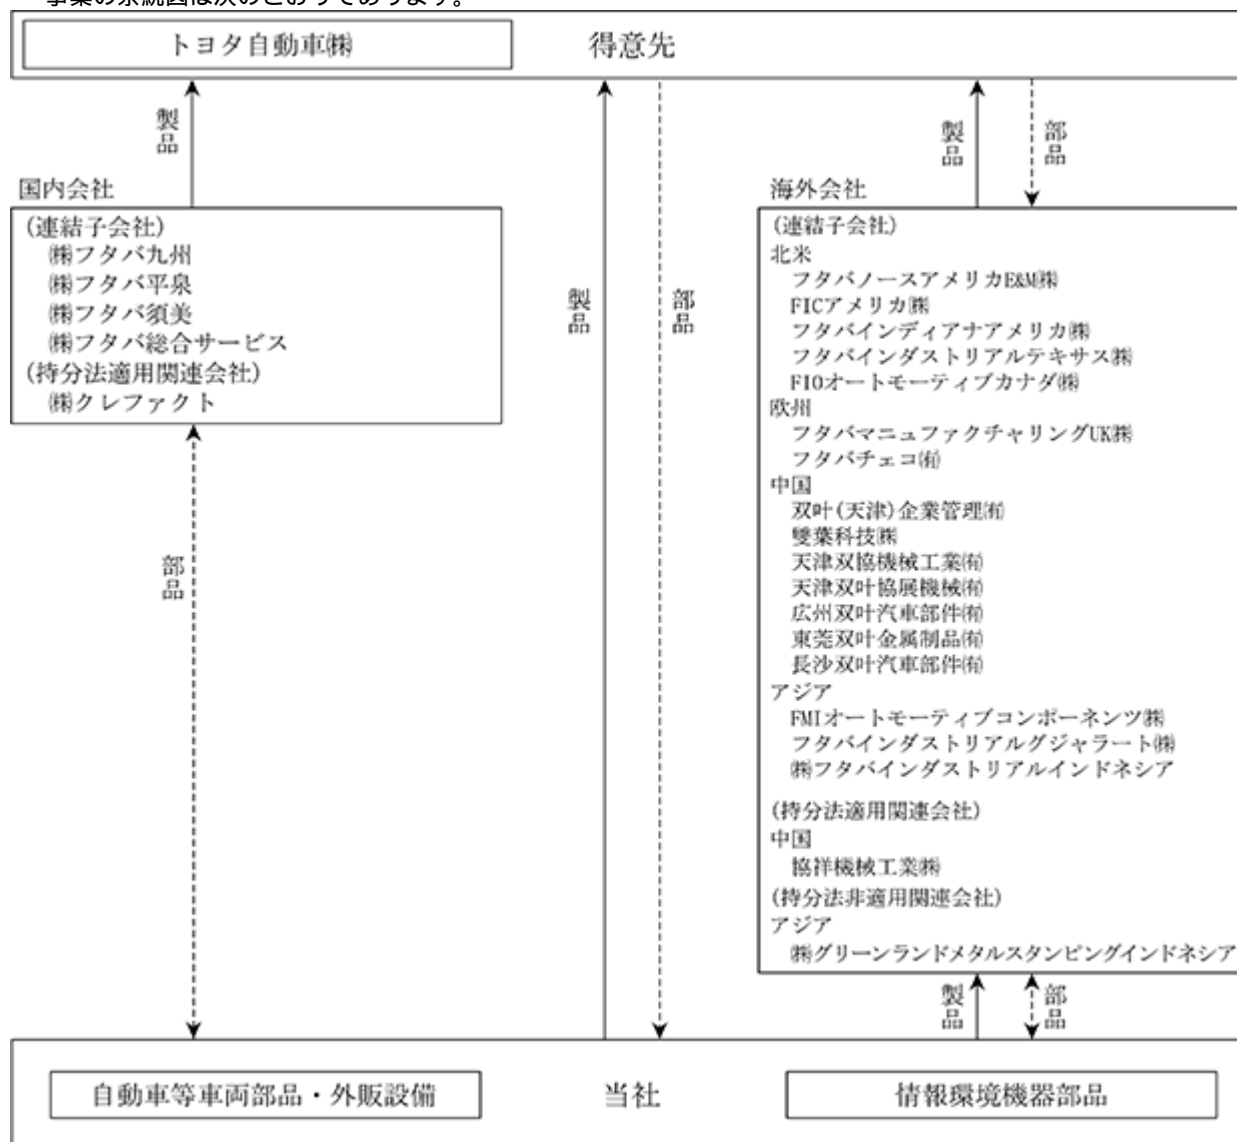 事業の系統図は次のとおりであります。
トヨタ自動車㈱
得意先
製品
製品
部品
製品
部品
国内会社
(連結子会社)
㈱フタバ九州
㈱フタバ平泉
㈱フタバ須美
㈱フタバ総合サービス
(持分法適用関連会社)
㈱クレファクト
部品
海外会社
(連結子会社)
北米
フタバノースアメリカE&M㈱
FICアメリカ㈱
フタバインディアナアメリカ㈱
フタバインダストリアルテキサス㈱
FIOオートモーティブカナダ㈱
欧州
フタバマニュファクチャリングUK㈱
フタバチェコ㈲
中国
双叶(天津)企業管理㈲
雙葉科技㈱
天津双協機械工業㈲
天津双叶協展機械㈲
広州双叶汽車部件㈲
東莞双叶金属制品㈲
長沙双叶汽車部件㈲
アジア
FMIオートモーティブコンポーネンツ㈱
フタバインダストリアルグジャラート㈱
㈱フタバインダストリアルインドネシア
(持分法適用関連会社)
中国
協祥機械工業㈱
(持分法非適用関連会社)
アジア
㈱グリーンランドメタルスタンピングインドネシア
製品
部品
自動車等車両部品・外販設備
当社
情報環境機器部品